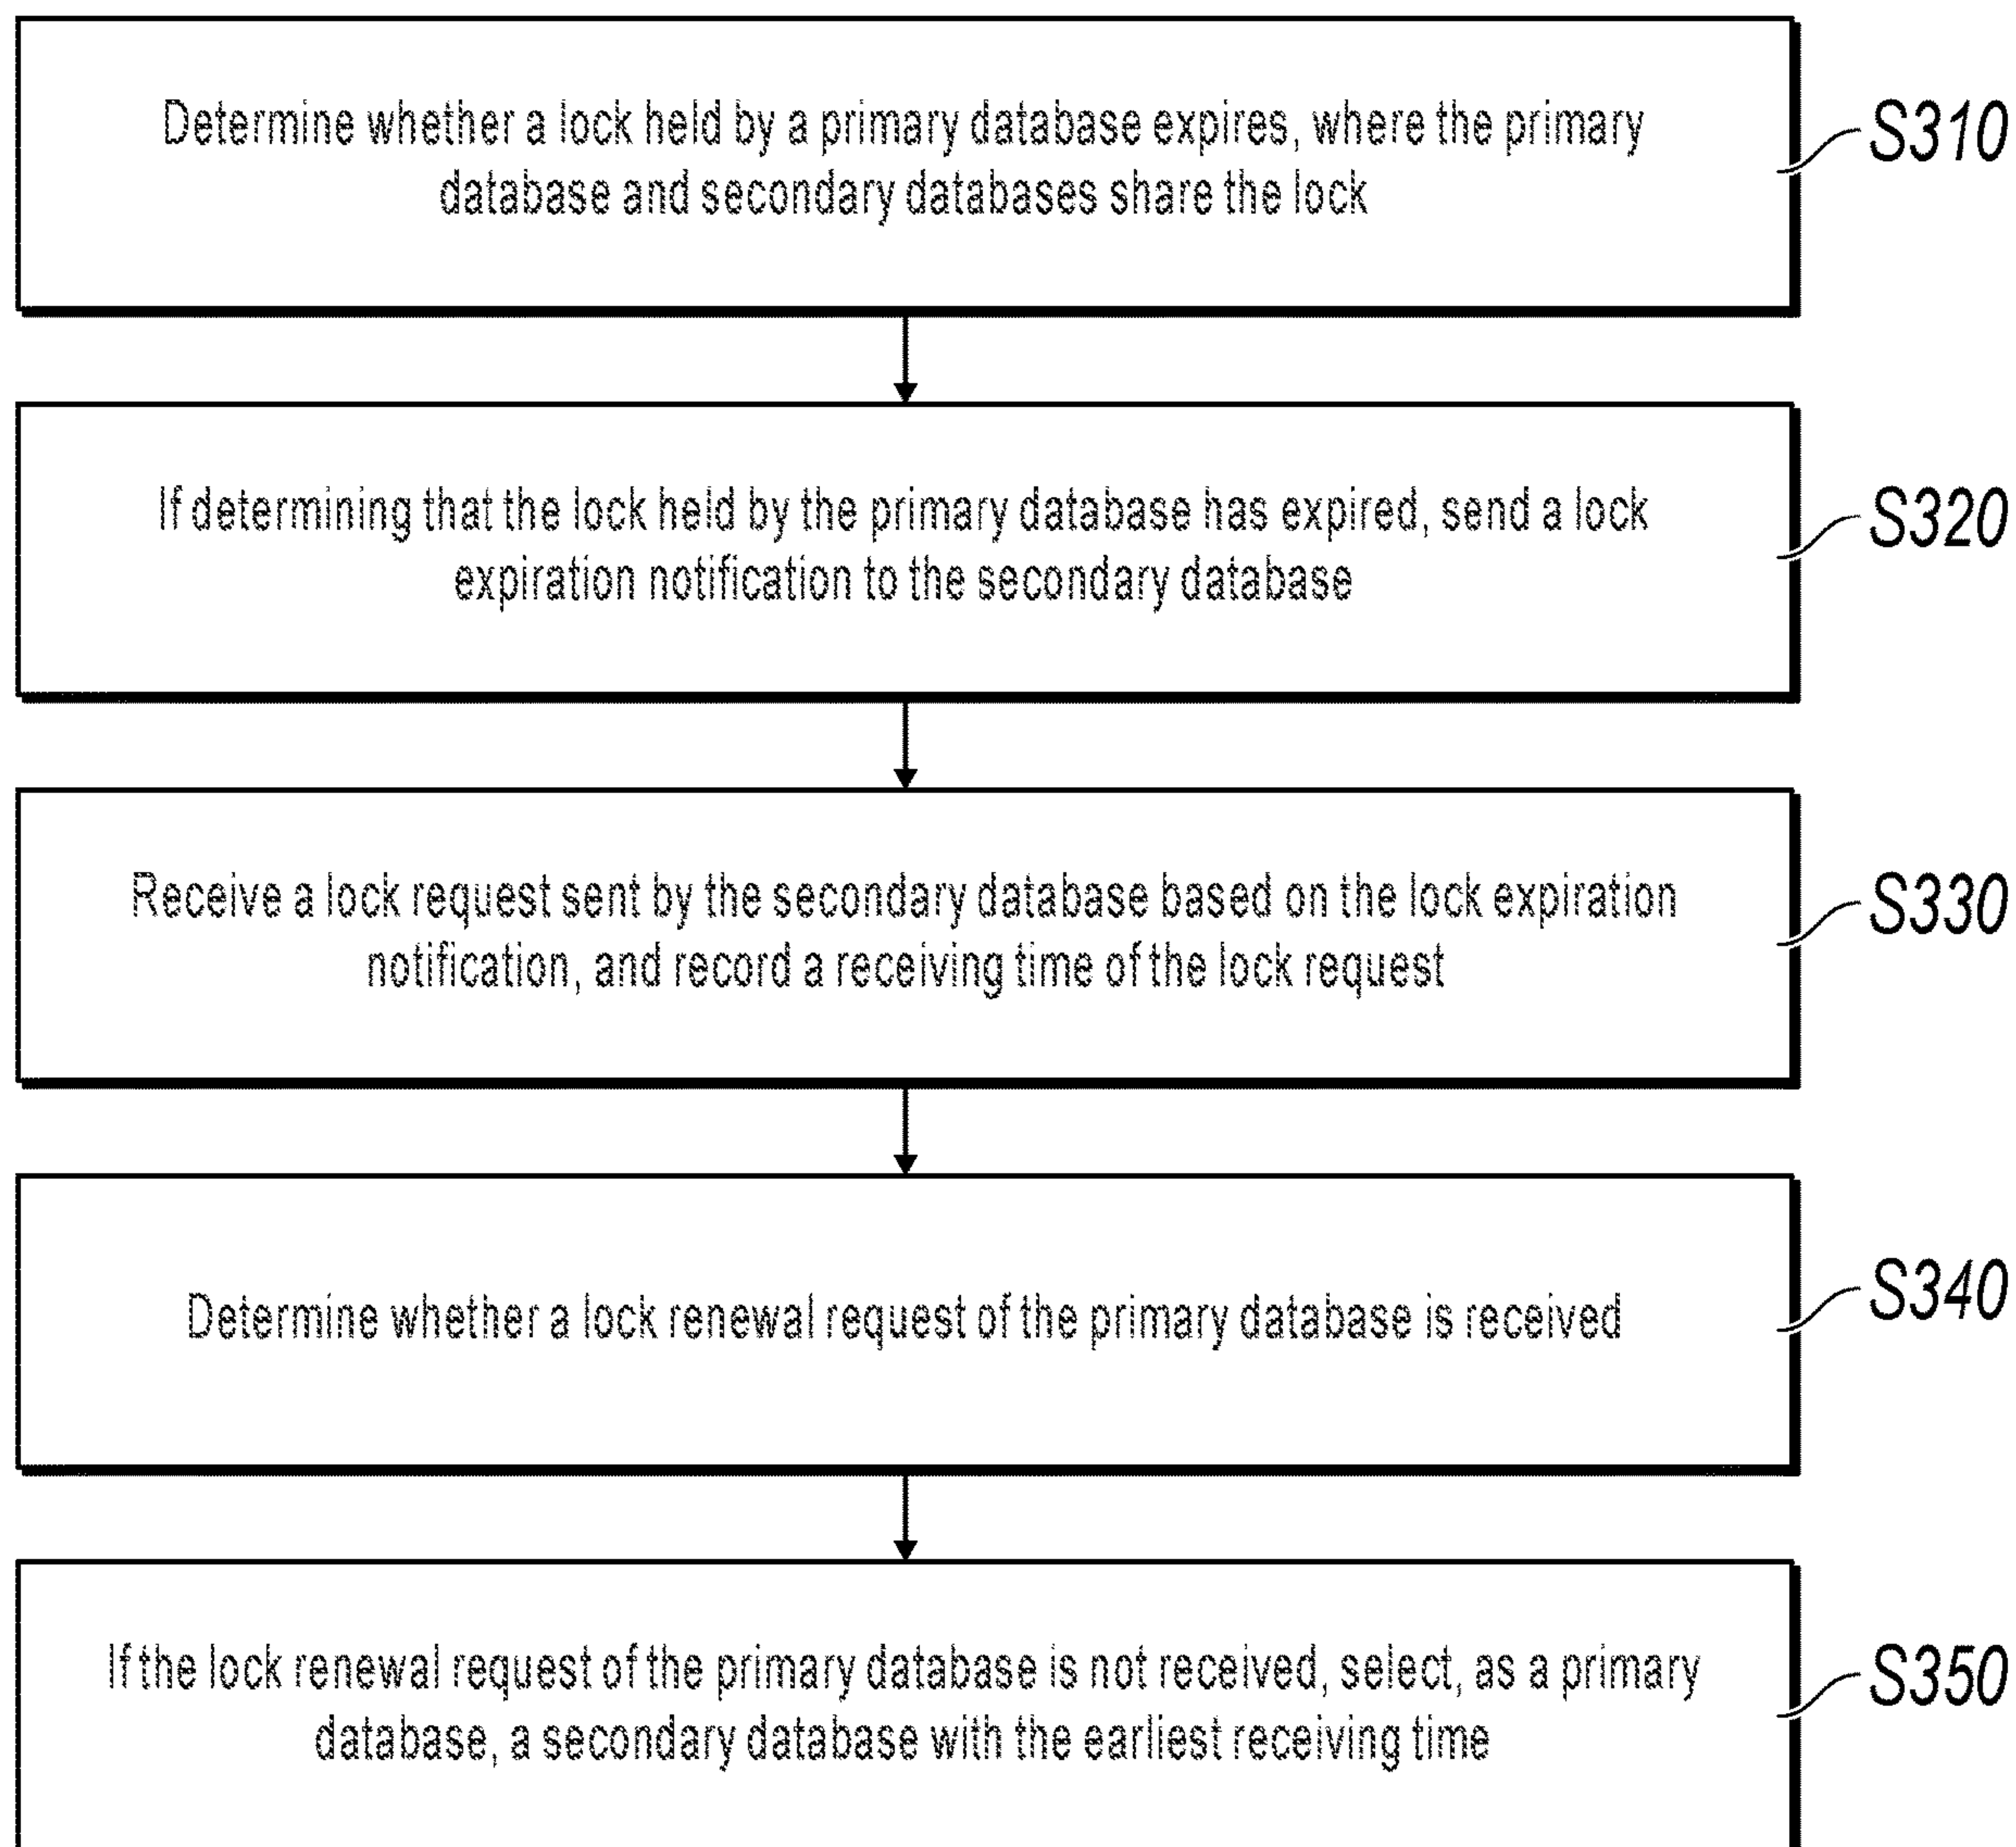 Determine whether a lock held by a primary database expires, where the primary
database and secondary databases share the lock
S310
If determining that the lock held by the primary database has expired, send a lock
expiration notification to the secondary database
S320
Receive a lock request sent by the secondary database based on the lock expiration
notification, and record a receiving time of the lock request
S330
Determine whether a lock renewal request of the primary database is received
S340
If the lock renewal request of the primary database is not received, select, as a primary
database, a secondary database with the earliest receiving time
S350